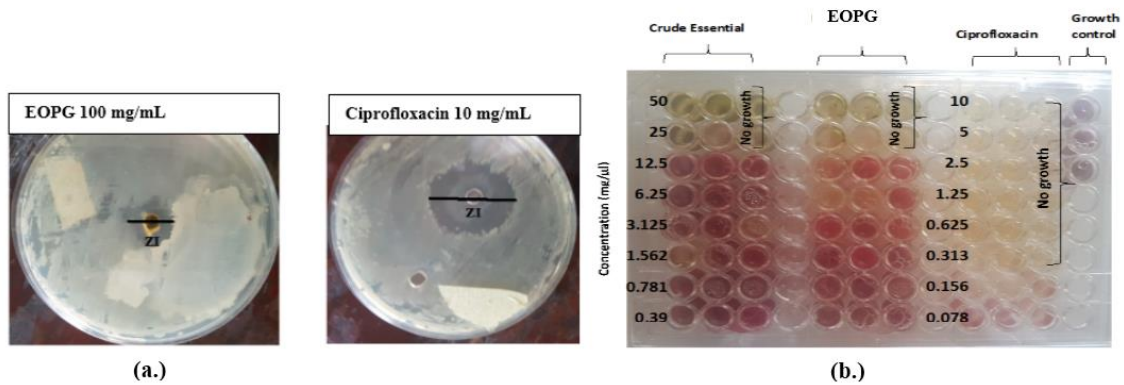 EOPG 100 mg/mL
ZI
Ciprofloxacin 10 mg/mL
ZI
(a.)
Crude Essential
EOPG
Ciprofloxacin
Growth
control
Concentration (mg/µl)
50
25
12.5
6.25
3.125
1.562
0.781
0.39
No growth
No growth
10
5
2.5
1.25
0.625
0.313
0.156
0.078
No growth
(b.)